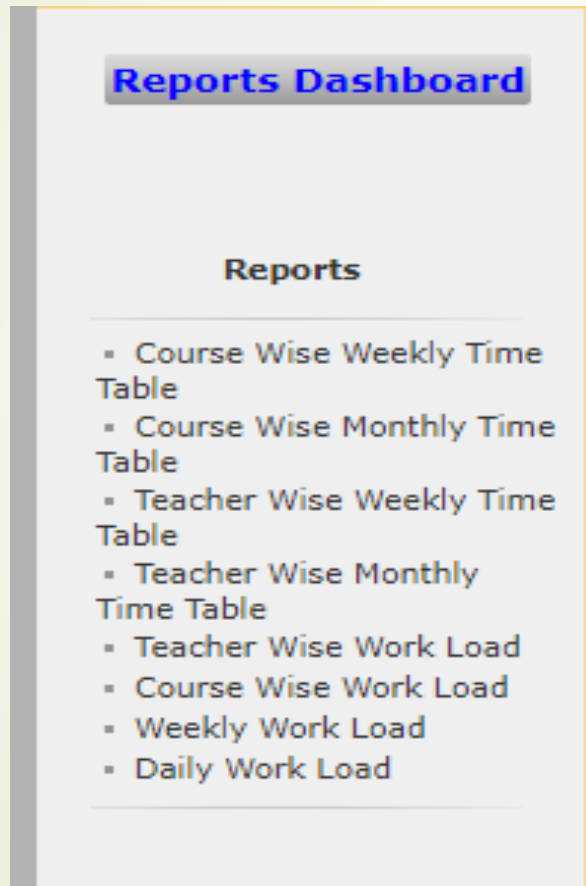 Reports Dashboard
Reports
▪ Course Wise Weekly Time
Table
▪ Course Wise Monthly Time
Table
▪ Teacher Wise Weekly Time
Table
▪ Teacher Wise Monthly
Time Table
▪ Teacher Wise Work Load
▪ Course Wise Work Load
▪ Weekly Work Load
▪ Daily Work Load